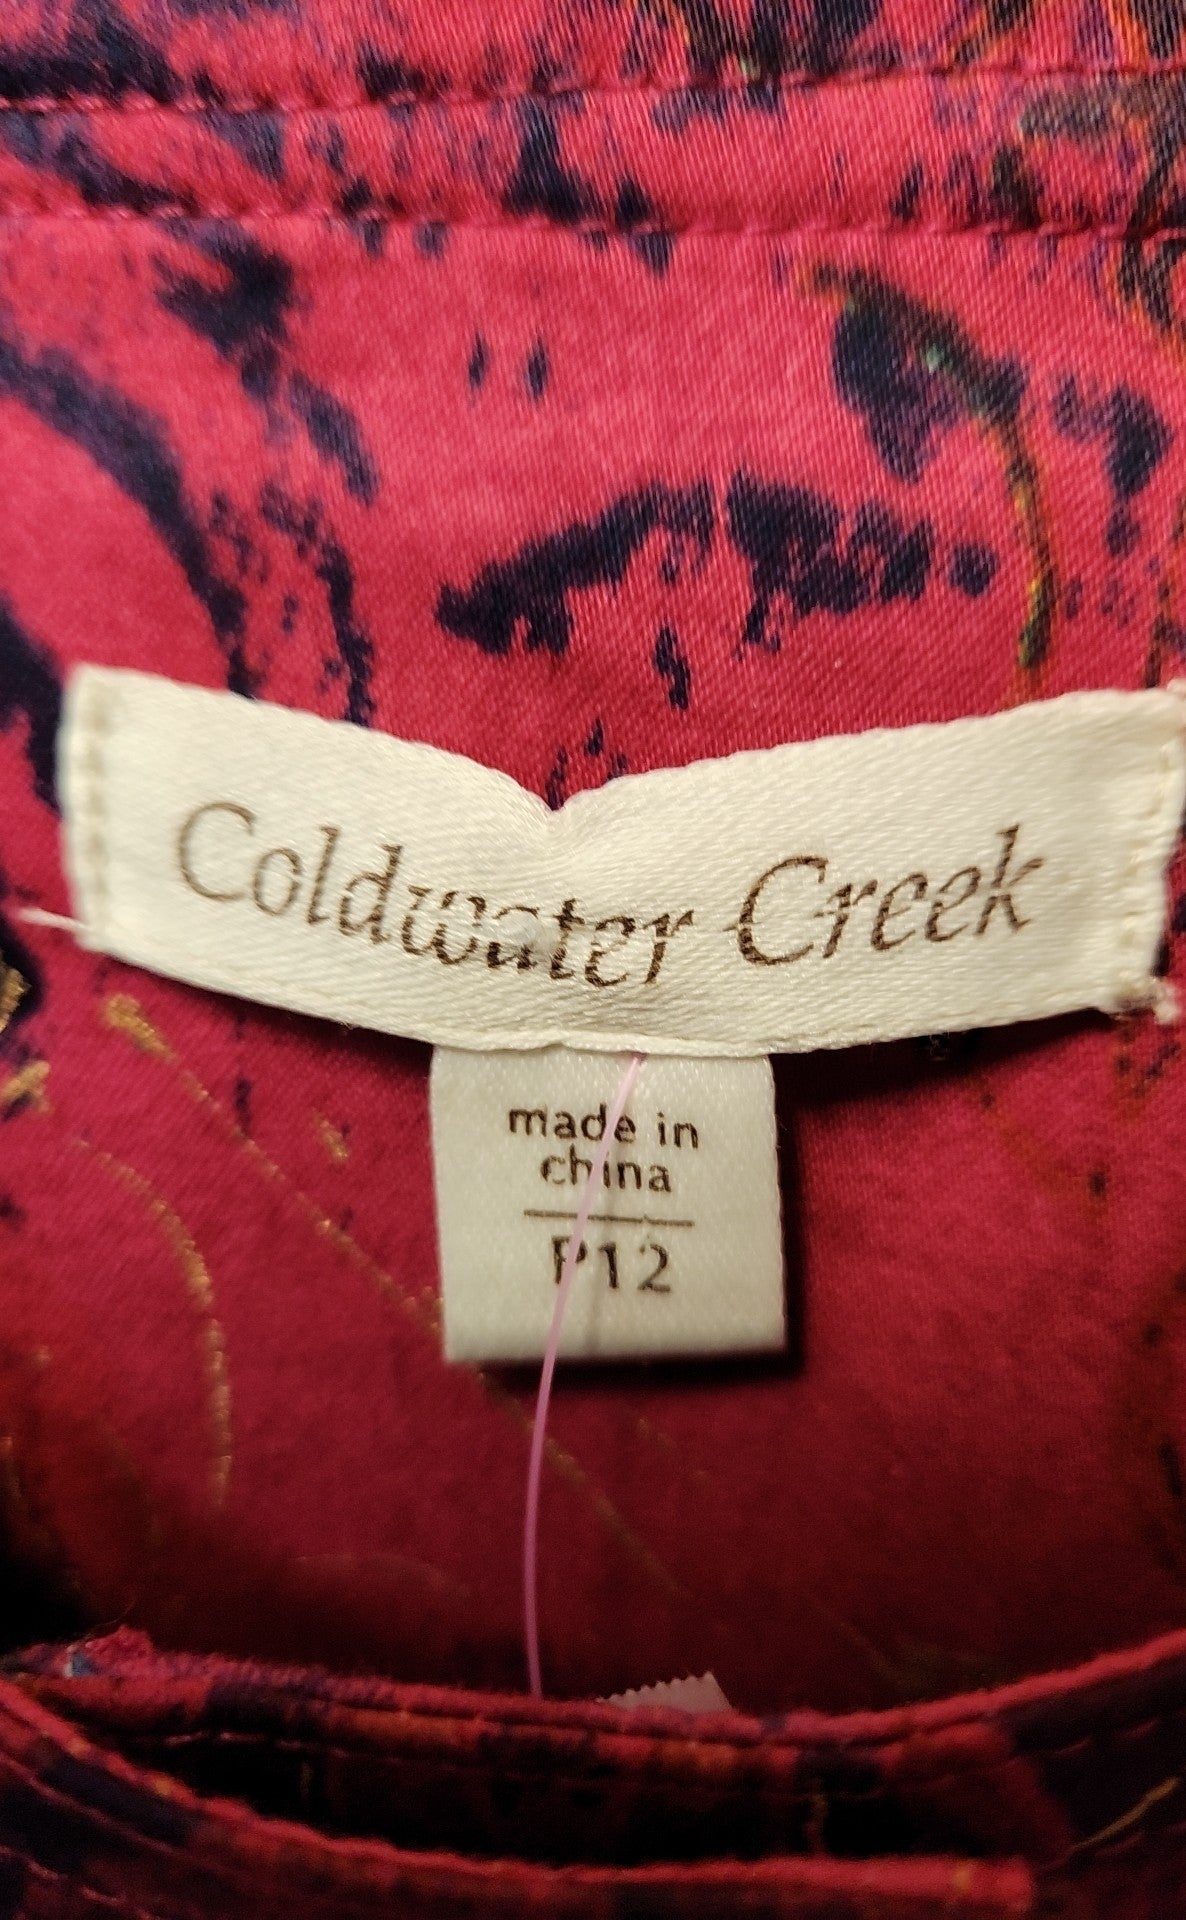 Coldwater Creek
made in
china
P12